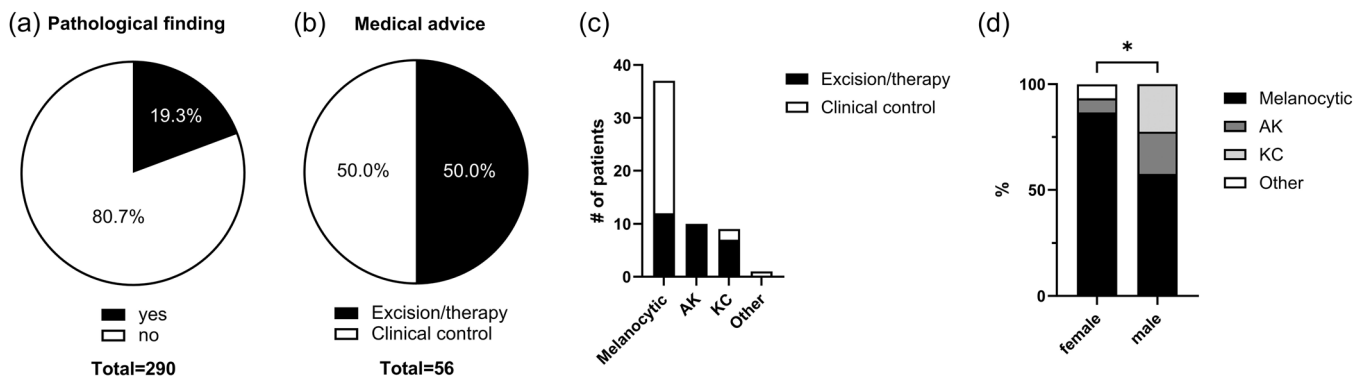 (a) Pathological finding
19.3%
80.7%
yes
no
Total=290
(b) Medical advice
50.0%
50.0%
Excision/therapy
Clinical control
Total=56
(c)
# of patients
40
30
20
10
0
Melanocytic
AK
KC
Other
Excision/therapy
Clinical control
(d)
*
%
100
50
0
female
male
Melanocytic
AK
KC
Other